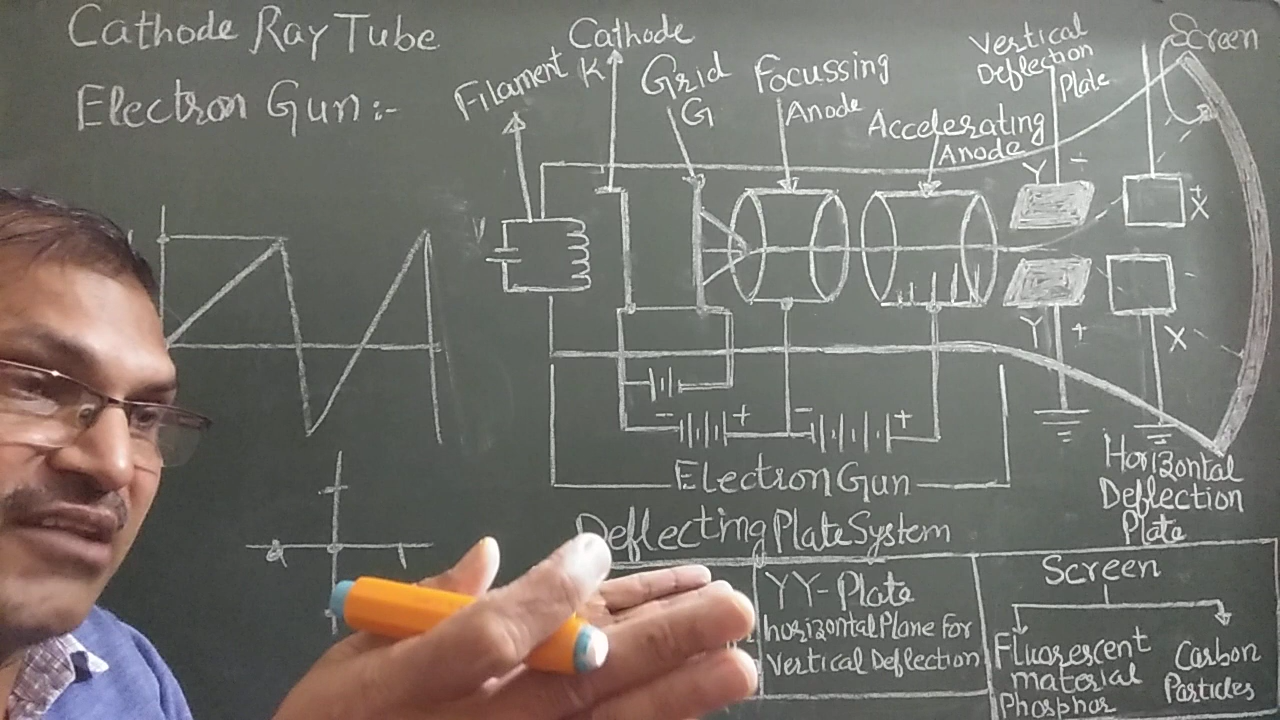 Cathode Ray Tube
Electron Gun:-
Filament
Cathode
K
Grid
G
Focussing
Anode
Accelerating
Anode
Vertical
Deflection
Plate
Screen
V
Y -
Y +
+
X
X
- +
- +
Electron Gun
Horizontal
Deflection
Plate
Deflecting Plate System
YY-Plate
horizontal Plane for
Vertical Deflection
Screen
Fluorescent
material
Phosphor
Carbon
Particles